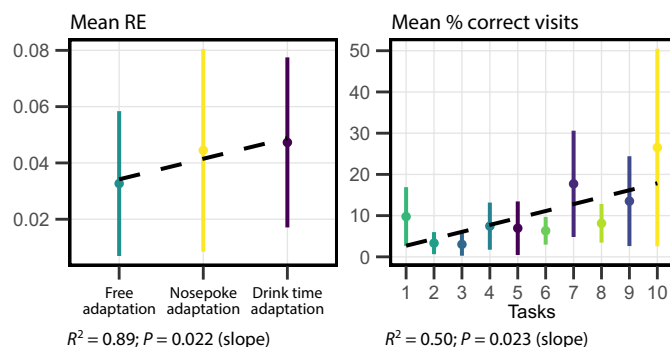 Mean RE
0.08
0.06
0.04
0.02
Free adaptation
Nosepoke adaptation
Drink time adaptation
R² = 0.89; P = 0.022 (slope)
Mean % correct visits
50
40
30
20
10
0
1 2 3 4 5 6 7 8 9 10
Tasks
R² = 0.50; P = 0.023 (slope)